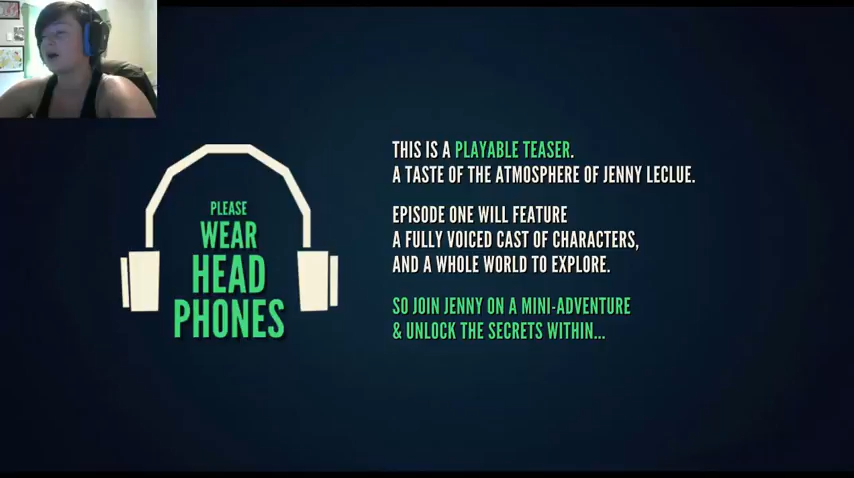 PLEASE
WEAR
HEAD
PHONES
THIS IS A PLAYABLE TEASER.
A TASTE OF THE ATMOSPHERE OF JENNY LECLUE.
EPISODE ONE WILL FEATURE
A FULLY VOICED CAST OF CHARACTERS,
AND A WHOLE WORLD TO EXPLORE.
SO JOIN JENNY ON A MINI-ADVENTURE
& UNLOCK THE SECRETS WITHIN...